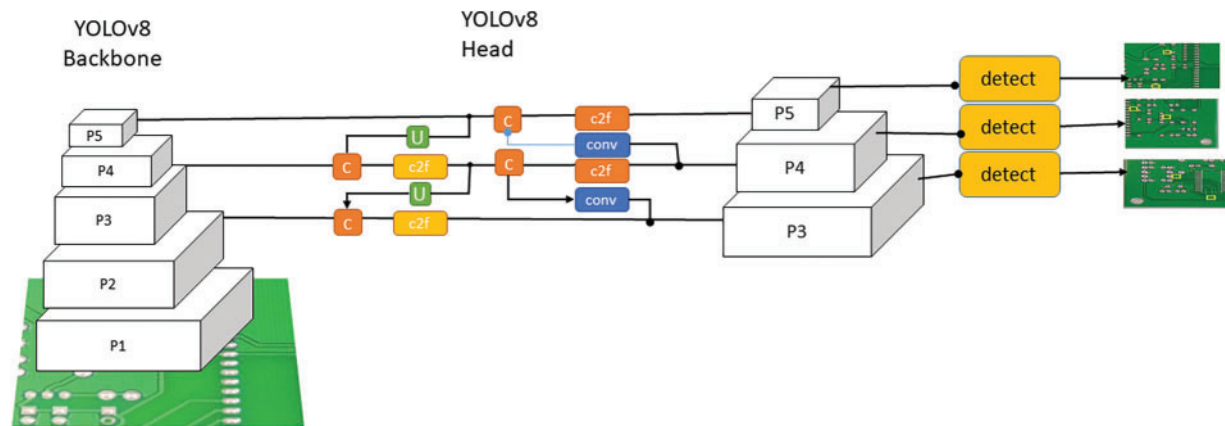 YOLOv8
Backbone
YOLOv8
Head
P5
P4
P3
P2
P1
C
c2f
U
conv
C
c2f
C
c2f
U
conv
C
c2f
P5
P4
P3
detect
detect
detect